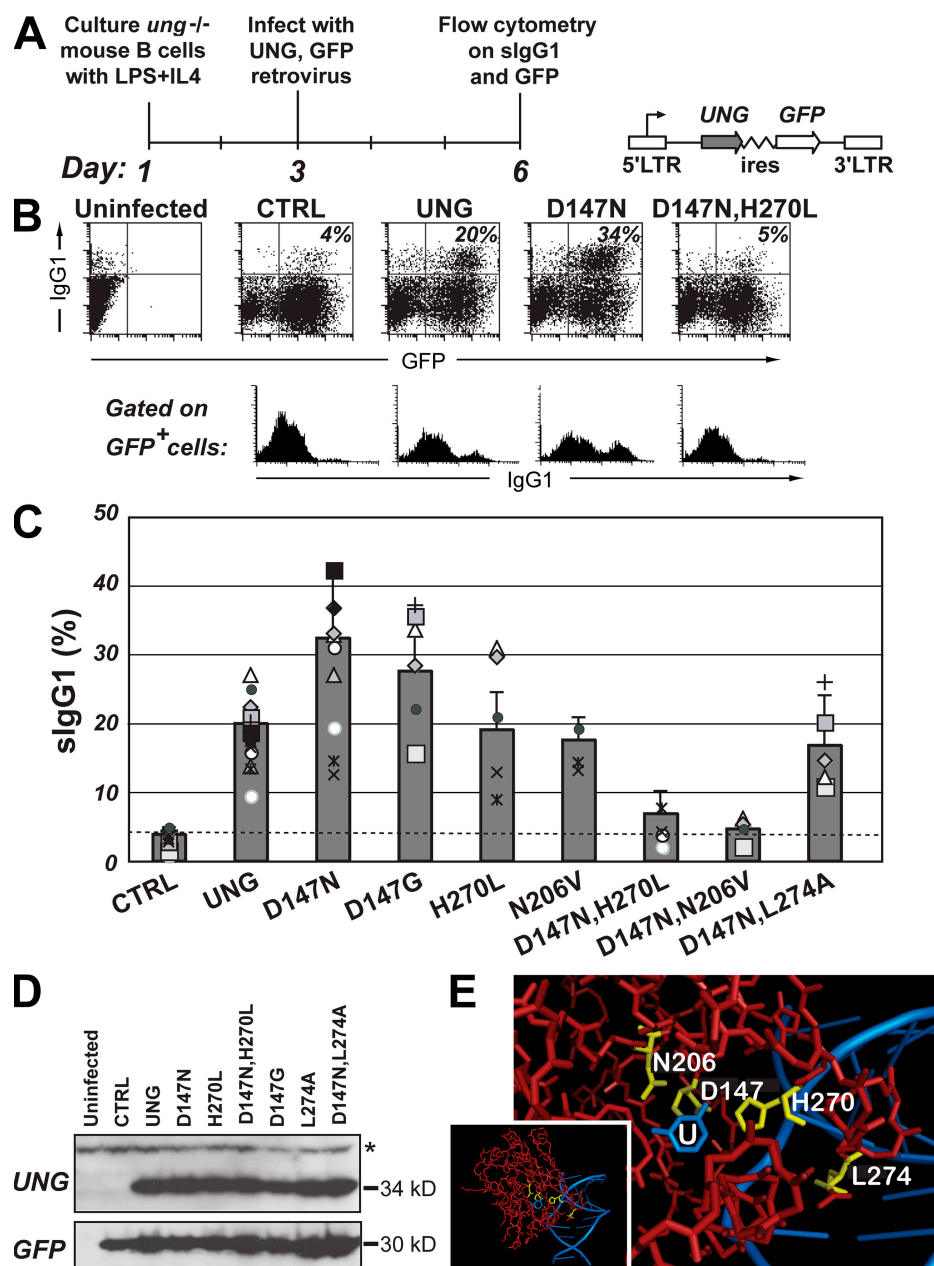 A
Culture ung-/-
mouse B cells
with LPS+IL4
Infect with
UNG, GFP
retrovirus
Flow cytometry
on sIgG1
and GFP
Day: 1 3 6
UNG GFP
5'LTR ires 3'LTR
B
Uninfected CTRL UNG D147N D147N,H270L
4% 20% 34% 5%
IgG1
GFP
Gated on
GFP+cells:
IgG1
C
sIgG1 (%)
50
40
30
20
10
0
CTRL
UNG
D147N
D147G
H270L
N206V
D147N,H270L
D147N,N206V
D147N,L274A
D
Uninfected
CTRL
UNG
D147N
H270L
D147N,H270L
D147G
L274A
D147N,L274A
*
UNG 34 kD
GFP 30 kD
E
N206
D147
H270
U
L274